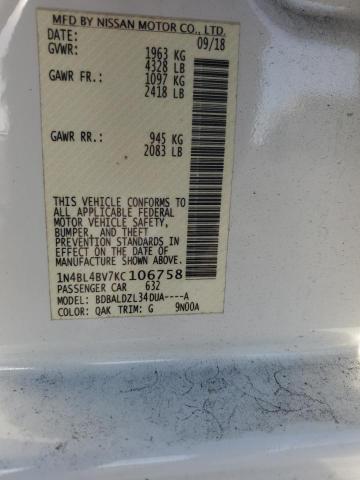 MFD BY NISSAN MOTOR CO., LTD.
DATE: 09/18
GVWR: 1963 KG
4328 LB
GAWR FR: 1097 KG
2418 LB
GAWR RR: 945 KG
2083 LB
THIS VEHICLE CONFORMS TO
ALL APPLICABLE FEDERAL
MOTOR VEHICLE SAFETY,
BUMPER, AND THEFT
PREVENTION STANDARDS IN
EFFECT ON THE DATE OF
MANUFACTURE SHOWN ABOVE.
1N4BL4BV7KC106758
PASSENGER CAR 632
MODEL: BDBALDZL34DUA----A
COLOR: QAK TRIM: G 9N00A